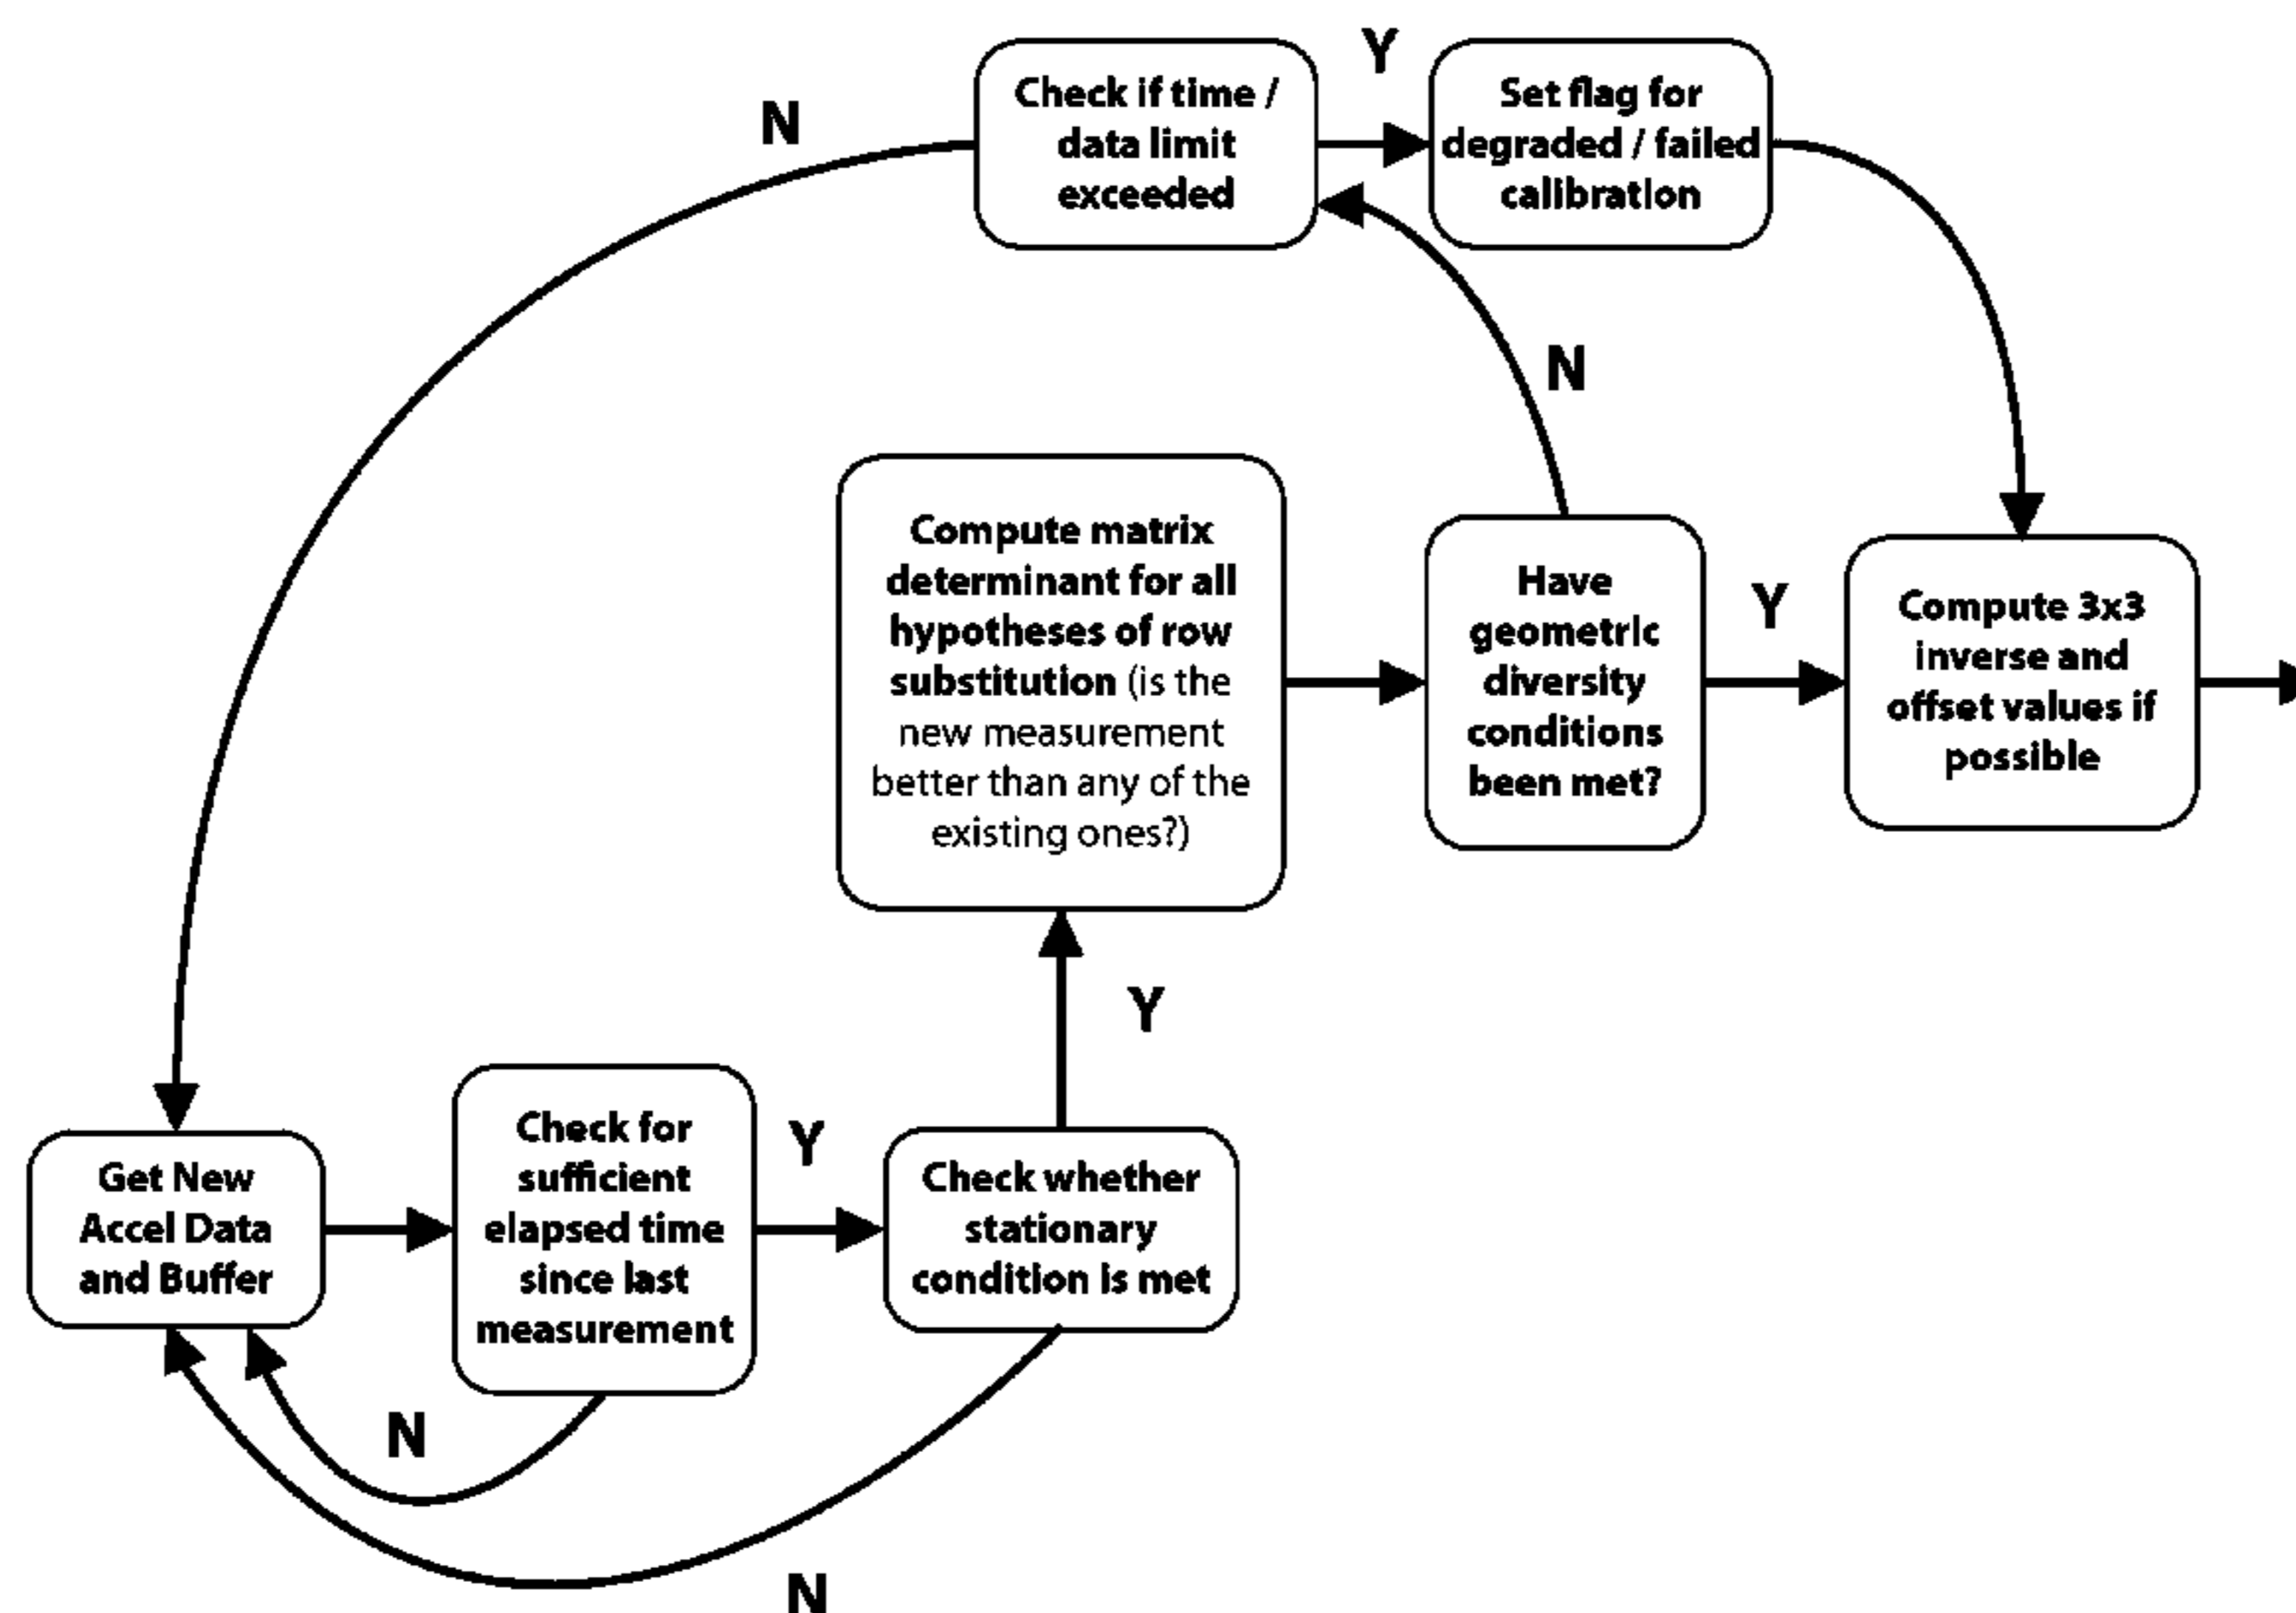 Y
N
Check if time /
data limit
exceeded
Set flag for
degraded / failed
calibration
N
Compute matrix
determinant for all
hypotheses of row
substitution (is the
new measurement
better than any of the
existing ones?)
Have
geometric
diversity
conditions
been met?
Y
Compute 3x3
inverse and
offset values if
possible
Y
Get New
Accel Data
and Buffer
Check for
sufficient
elapsed time
since last
measurement
Y
Check whether
stationary
condition is met
N
N